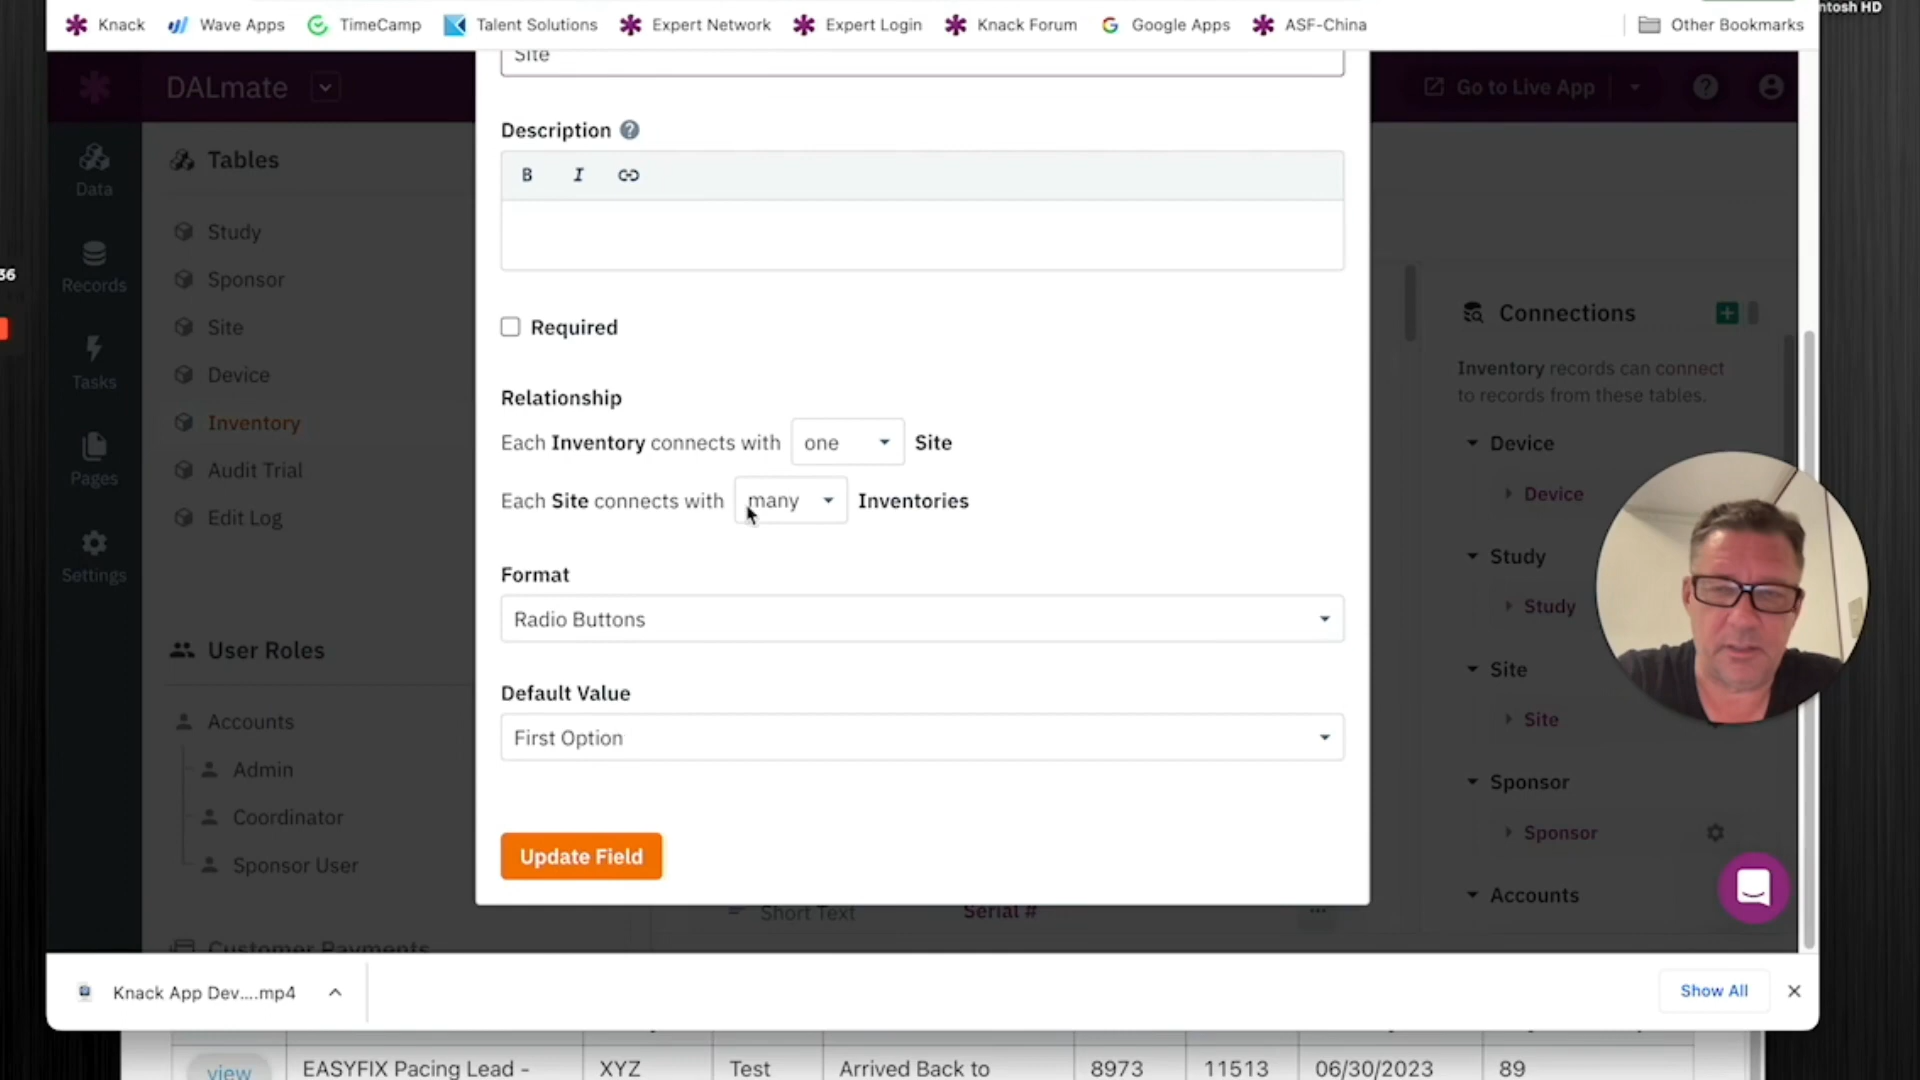 ntosh HD
Knack
Wave Apps
TimeCamp
Talent Solutions
Expert Network
Expert Login
Knack Forum
Google Apps
ASF-China
Other Bookmarks
DALmate
Go to Live App
Site
Description
B I
Data
Records
Tasks
Pages
Settings
36
Tables
Study
Sponsor
Site
Device
Inventory
Audit Trial
Edit Log
User Roles
Accounts
Admin
Coordinator
Sponsor User
Customer Payments
Required
Relationship
Each Inventory connects with one Site
Each Site connects with many Inventories
Format
Radio Buttons
Default Value
First Option
Update Field
Short Text Serial #
Connections
Inventory records can connect
to records from these tables.
Device
Device
Study
Study
Site
Site
Sponsor
Sponsor
Accounts
Knack App Dev....mp4
Show All
view EASYFIX Pacing Lead - XYZ Test Arrived Back to 8973 11513 06/30/2023 89